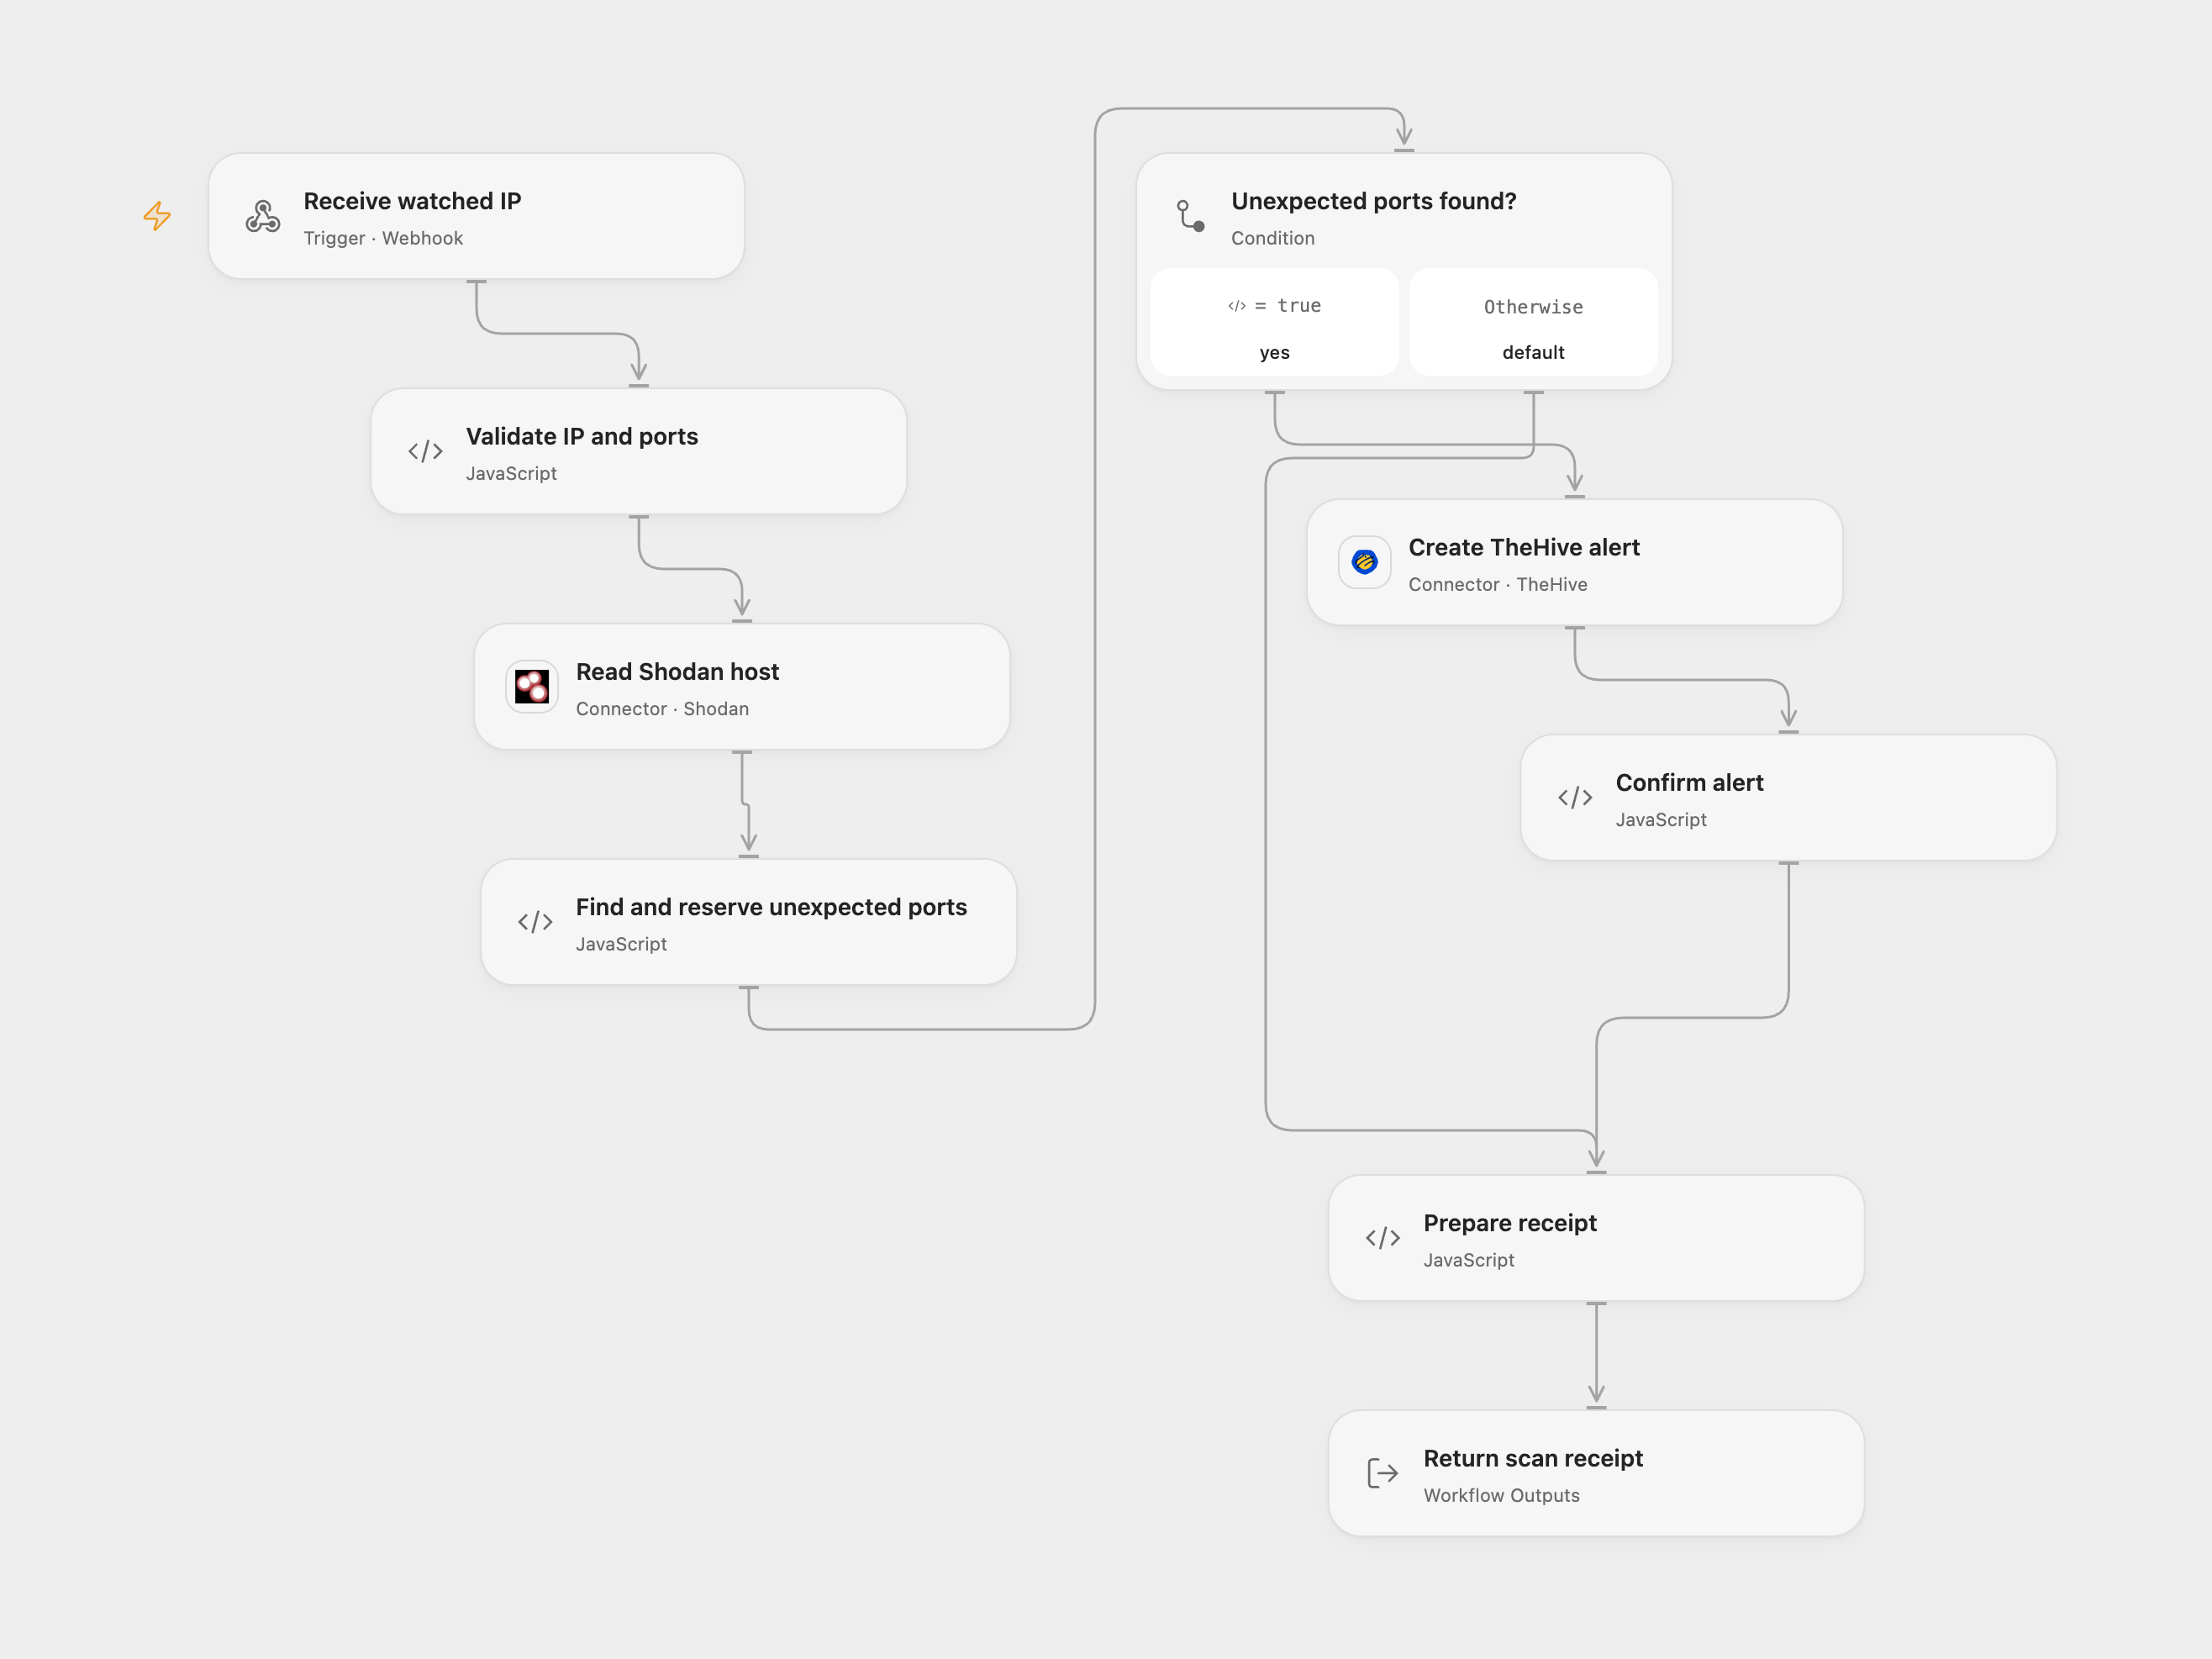 Receive watched IP
Trigger · Webhook
Validate IP and ports
JavaScript
Read Shodan host
Connector · Shodan
Find and reserve unexpected ports
JavaScript
Unexpected ports found?
Condition
</> = true
yes
Otherwise
default
Create TheHive alert
Connector · TheHive
Confirm alert
JavaScript
Prepare receipt
JavaScript
Return scan receipt
Workflow Outputs